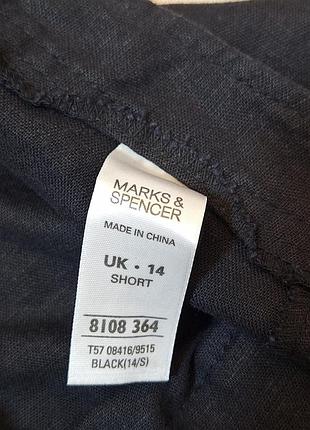 MARKS &
SPENCER
MADE IN CHINA
UK • 14
SHORT
8108 364
T57 08416/9515
BLACK(14/S)